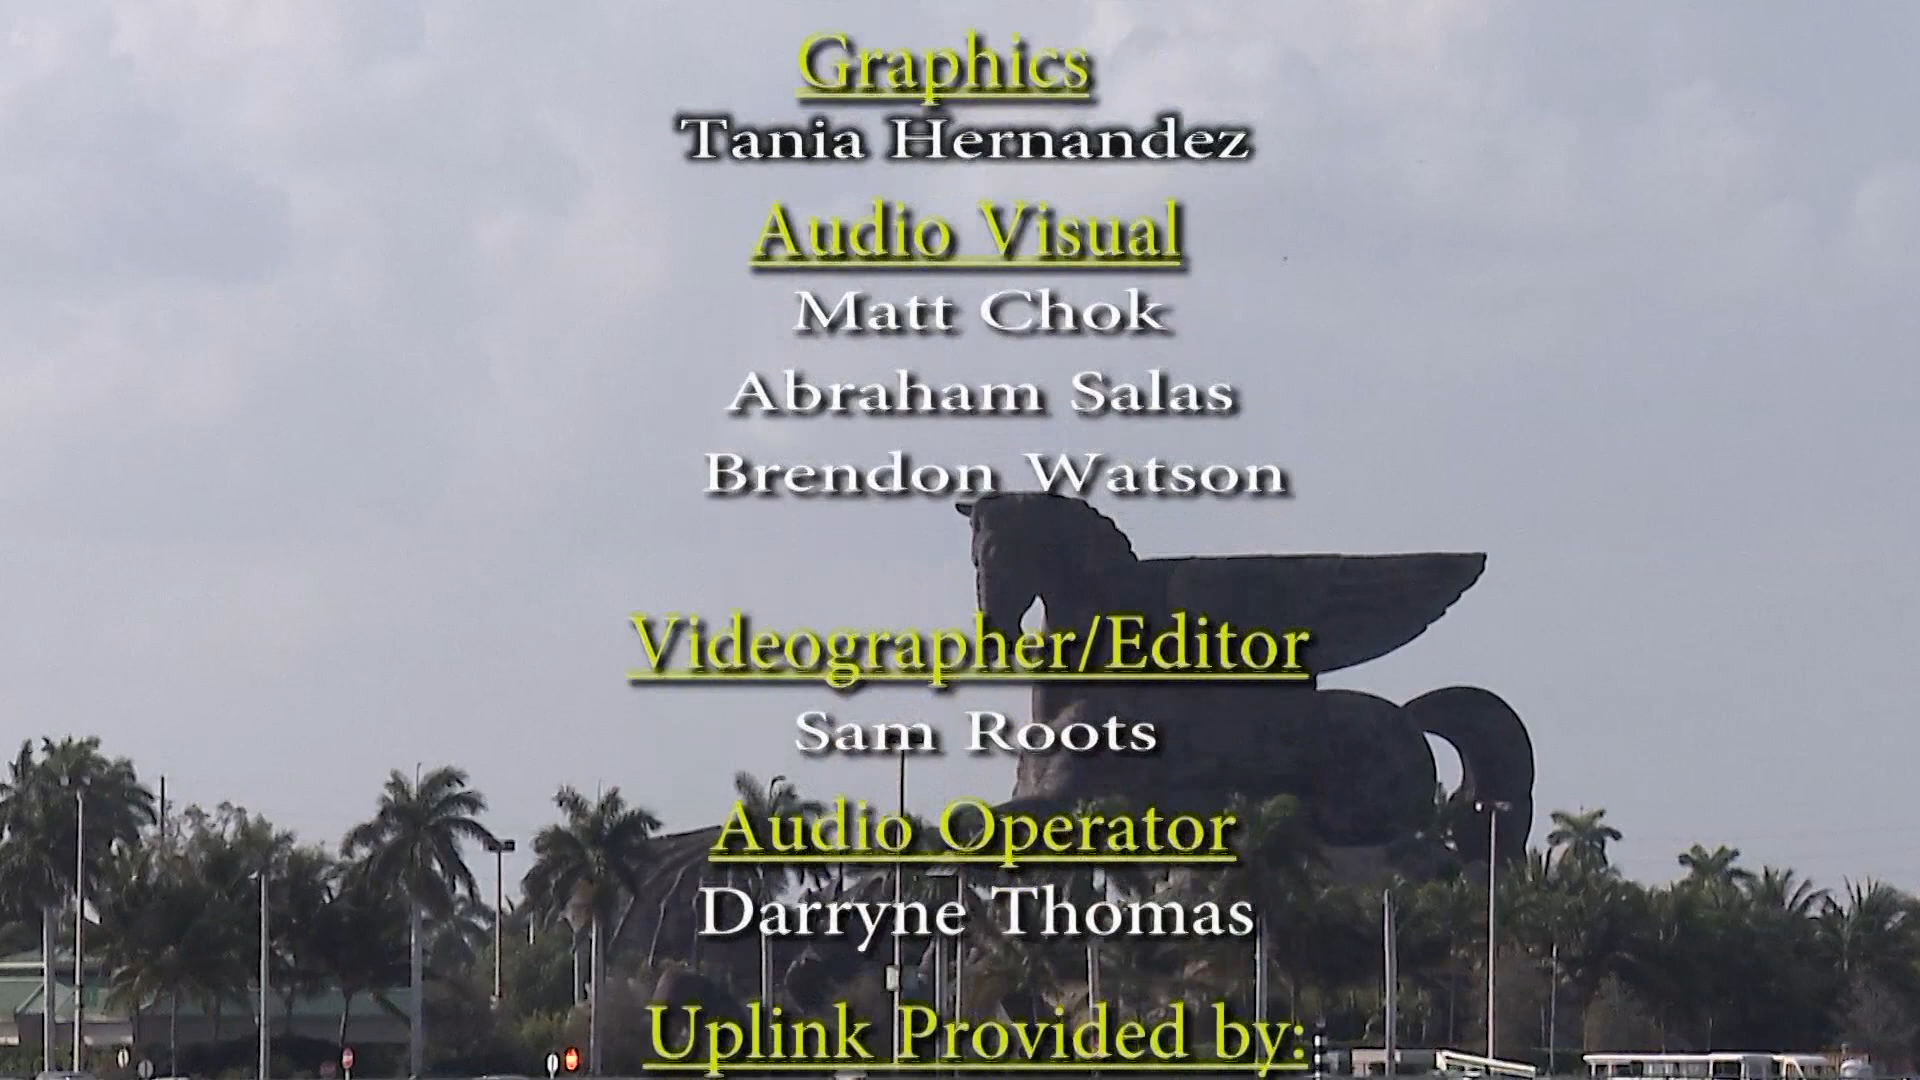 Graphics
Tania Hernandez
Audio Visual
Matt Chok
Abraham Salas
Brendon Watson
Videographer/Editor
Sam Roots
Audio Operator
Darryne Thomas
Uplink Provided by: